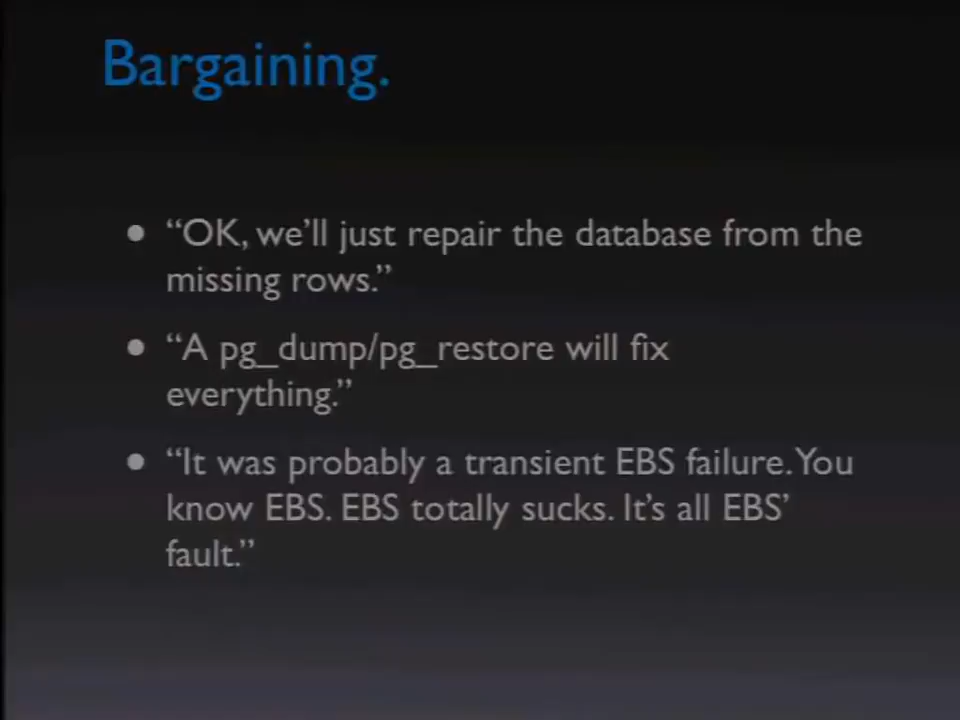 Bargaining.
• “OK, we’ll just repair the database from the
missing rows.”
• “A pg_dump/pg_restore will fix
everything.”
• “It was probably a transient EBS failure. You
know EBS. EBS totally sucks. It’s all EBS’
fault.”